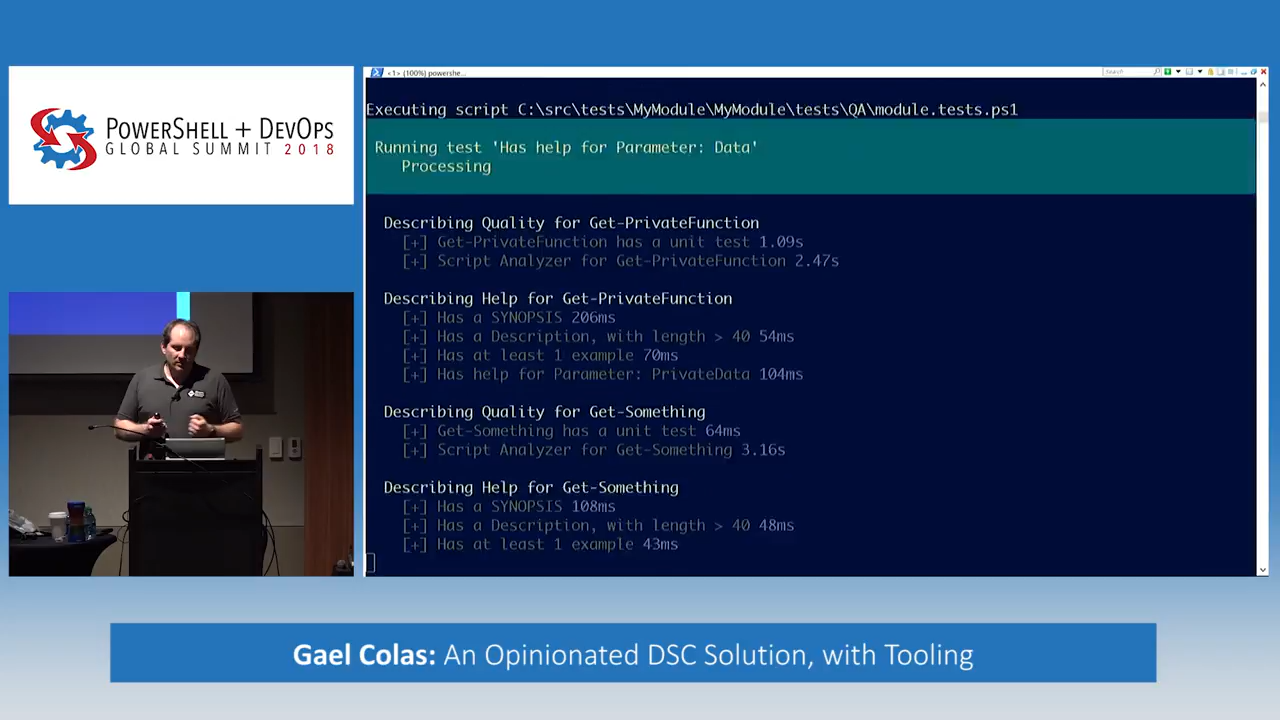 POWERSHELL + DEVOPS
GLOBAL SUMMIT 2018
<1> (100%) powershe...
Search
Executing script C:\src\tests\MyModule\MyModule\tests\QA\module.tests.ps1
Running test 'Has help for Parameter: Data'
Processing
Describing Quality for Get-PrivateFunction
[+] Get-PrivateFunction has a unit test 1.09s
[+] Script Analyzer for Get-PrivateFunction 2.47s
Describing Help for Get-PrivateFunction
[+] Has a SYNOPSIS 206ms
[+] Has a Description, with length > 40 54ms
[+] Has at least 1 example 70ms
[+] Has help for Parameter: PrivateData 104ms
Describing Quality for Get-Something
[+] Get-Something has a unit test 64ms
[+] Script Analyzer for Get-Something 3.16s
Describing Help for Get-Something
[+] Has a SYNOPSIS 108ms
[+] Has a Description, with length > 40 48ms
[+] Has at least 1 example 43ms
Gael Colas: An Opinionated DSC Solution, with Tooling